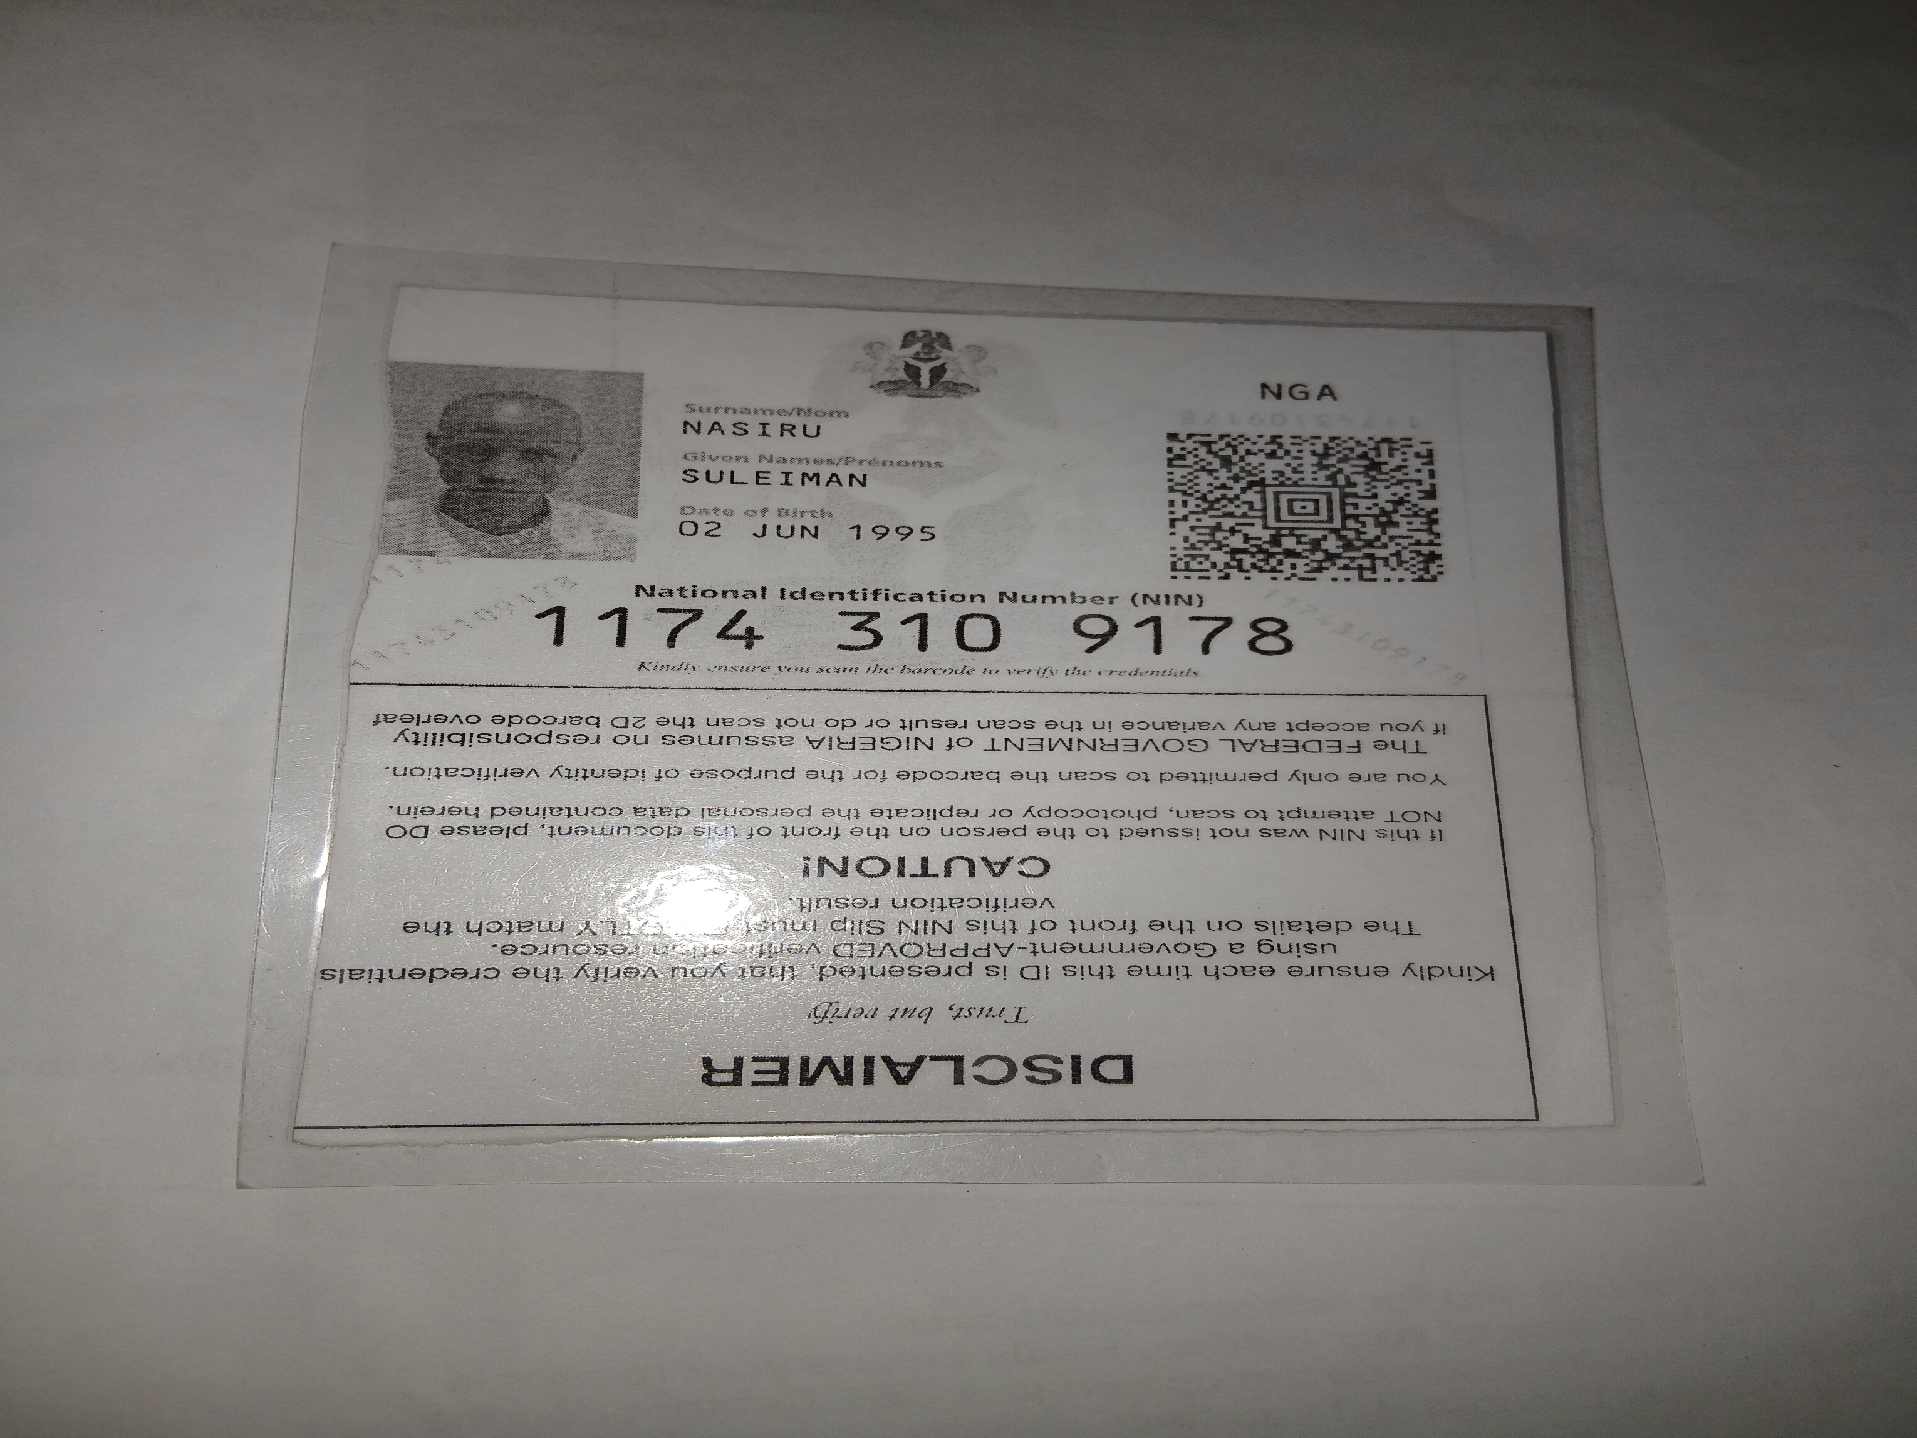 NGA
Surname/Nom
NASIRU
Given Names/Prénoms
SULEIMAN
Date of Birth
02 JUN 1995
National Identification Number (NIN)
1174 310 9178
Kindly ensure you scan the barcode to verify the credentials
DISCLAIMER
Trust, but verify
Kindly ensure each time this ID is presented, that you verify the credentials
using a Government-APPROVED verification resource.
The details on the front of this NIN Slip must match the
verification result.
CAUTION!
If this NIN was not issued to the person on the front of this document, please DO
NOT attempt to scan, photocopy or replicate the personal data contained herein.
You are only permitted to scan the barcode for the purpose of identity verification.
The FEDERAL GOVERNMENT of NIGERIA assumes no responsibility
if you accept any variance in the scan result or do not scan the 2D barcode overleaf